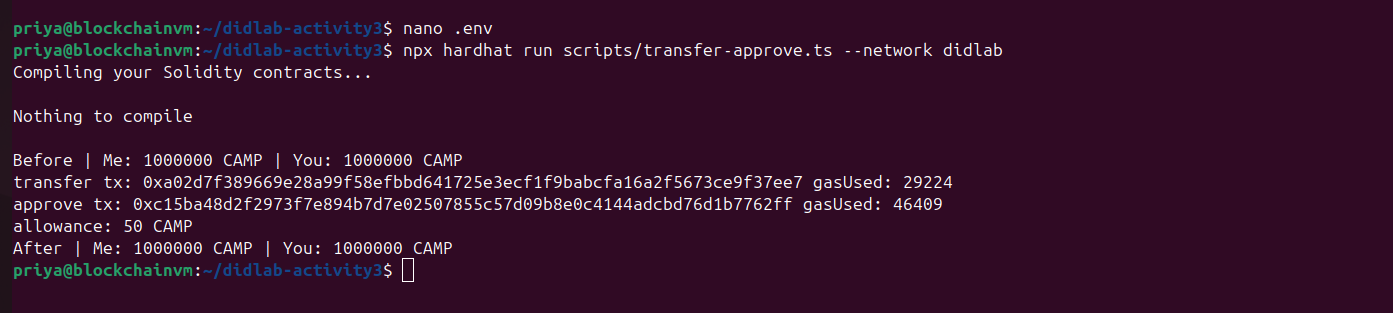 priya@blockchainvm:~/didlab-activity3$ nano .env
priya@blockchainvm:~/didlab-activity3$ npx hardhat run scripts/transfer-approve.ts --network didlab
Compiling your Solidity contracts...
Nothing to compile
Before | Me: 1000000 CAMP | You: 1000000 CAMP
transfer tx: 0xa02d7f389669e28a99f58efbbd641725e3ecf1f9babcfa16a2f5673ce9f37ee7 gasUsed: 29224
approve tx: 0xc15ba48d2f2973f7e894b7d7e02507855c57d09b8e0c4144adcbd76d1b7762ff gasUsed: 46409
allowance: 50 CAMP
After | Me: 1000000 CAMP | You: 1000000 CAMP
priya@blockchainvm:~/didlab-activity3$